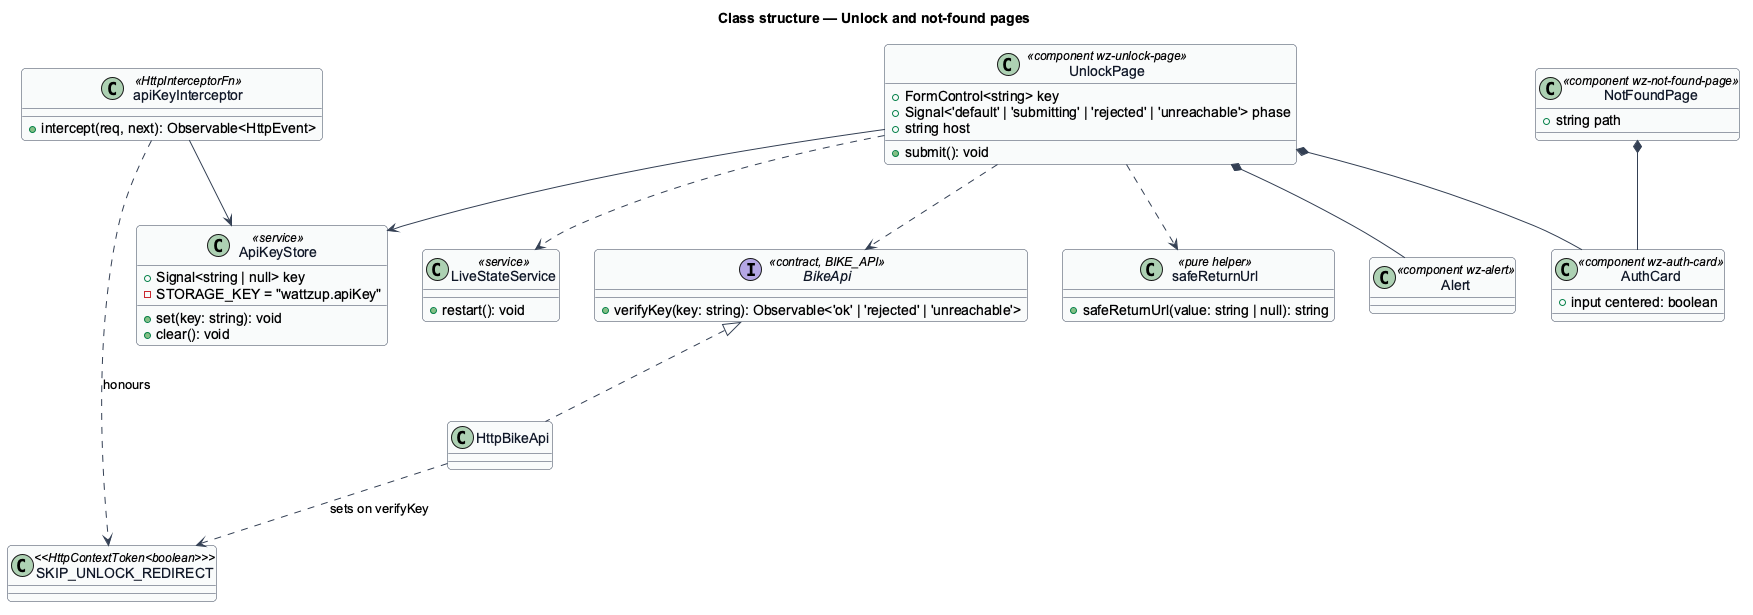 Class structure — Unlock and not-found pages
«HttpInterceptorFn»
C apiKeyInterceptor
intercept(req, next): Observable<HttpEvent>
«component wz-unlock-page»
C UnlockPage
FormControl<string> key
Signal<'default' | 'submitting' | 'rejected' | 'unreachable'> phase
string host
submit(): void
«component wz-not-found-page»
C NotFoundPage
string path
«service»
C ApiKeyStore
Signal<string | null> key
STORAGE_KEY = "wattzup.apiKey"
set(key: string): void
clear(): void
«service»
C LiveStateService
restart(): void
«contract, BIKE_API»
I BikeApi
verifyKey(key: string): Observable<'ok' | 'rejected' | 'unreachable'>
«pure helper»
C safeReturnUrl
safeReturnUrl(value: string | null): string
«component wz-alert»
C Alert
«component wz-auth-card»
C AuthCard
input centered: boolean
honours
C HttpBikeApi
sets on verifyKey
<<HttpContextToken<boolean>>>
C SKIP_UNLOCK_REDIRECT